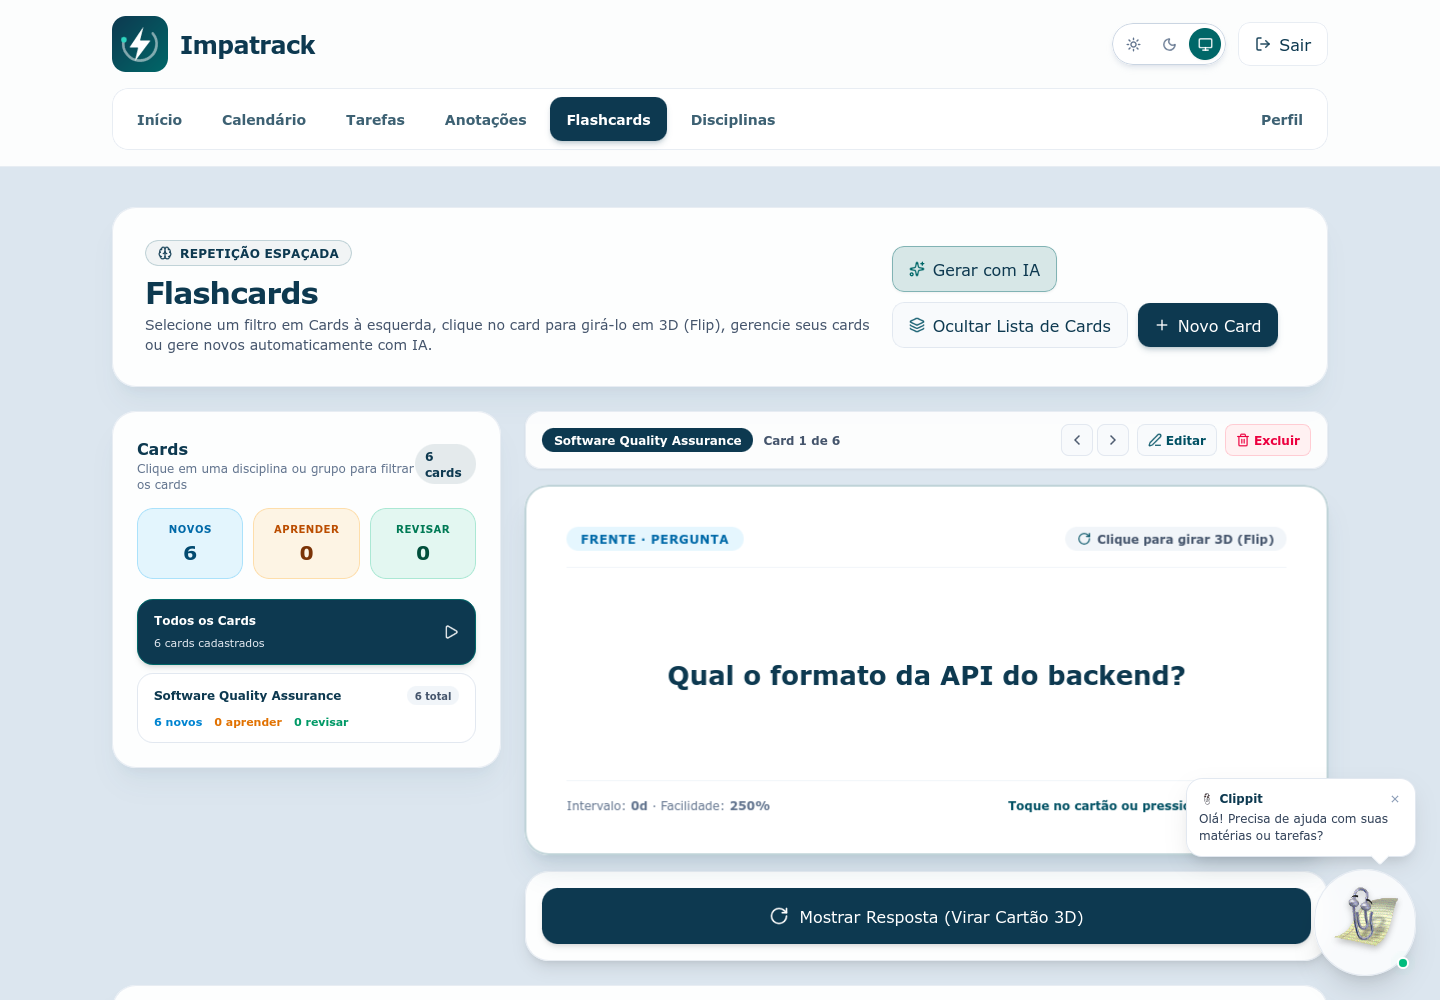 Impatrack
Sair
Início
Calendário
Tarefas
Anotações
Flashcards
Disciplinas
Perfil
REPETIÇÃO ESPAÇADA
Flashcards
Selecione um filtro em Cards à esquerda, clique no card para girá-lo em 3D (Flip), gerencie seus cards
ou gere novos automaticamente com IA.
Gerar com IA
Ocultar Lista de Cards
Novo Card
Cards
Clique em uma disciplina ou grupo para filtrar
os cards
6
cards
NOVOS
6
APRENDER
0
REVISAR
0
Todos os Cards
6 cards cadastrados
Software Quality Assurance
6 total
6 novos
0 aprender
0 revisar
Software Quality Assurance
Card 1 de 6
Editar
Excluir
FRENTE · PERGUNTA
Clique para girar 3D (Flip)
Qual o formato da API do backend?
Intervalo: 0d · Facilidade: 250%
Toque no cartão ou
Clippit
Olá! Precisa de ajuda com suas
matérias ou tarefas?
Mostrar Resposta (Virar Cartão 3D)